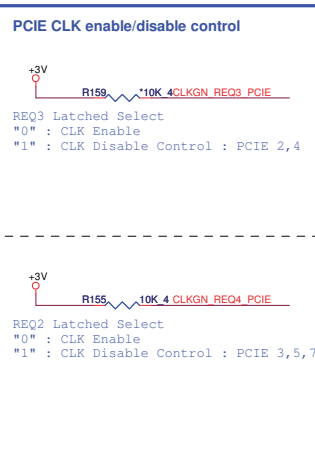 PCIE CLK enable/disable control
+3V
R159 *10K_4 CLKGN_REQ3_PCIE
REQ3 Latched Select
"0" : CLK Enable
"1" : CLK Disable Control : PCIE 2,4
+3V
R155 10K_4 CLKGN_REQ4_PCIE
REQ2 Latched Select
"0" : CLK Enable
"1" : CLK Disable Control : PCIE 3,5,7